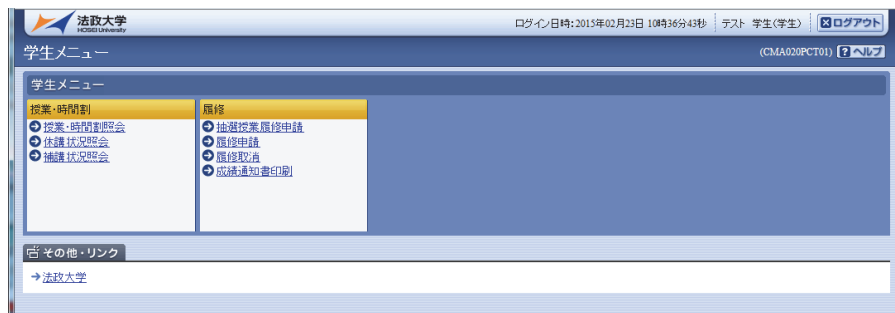 法政大学
HOSEI University
ログイン日時:2015年02月23日 10時36分43秒 テスト 学生(学生) ログアウト
学生メニュー
(CMA020PCT01) ? ヘルプ
学生メニュー
授業・時間割
授業・時間割照会
休講状況照会
補講状況照会
履修
抽選授業履修申請
履修申請
履修取消
成績通知書印刷
その他・リンク
法政大学